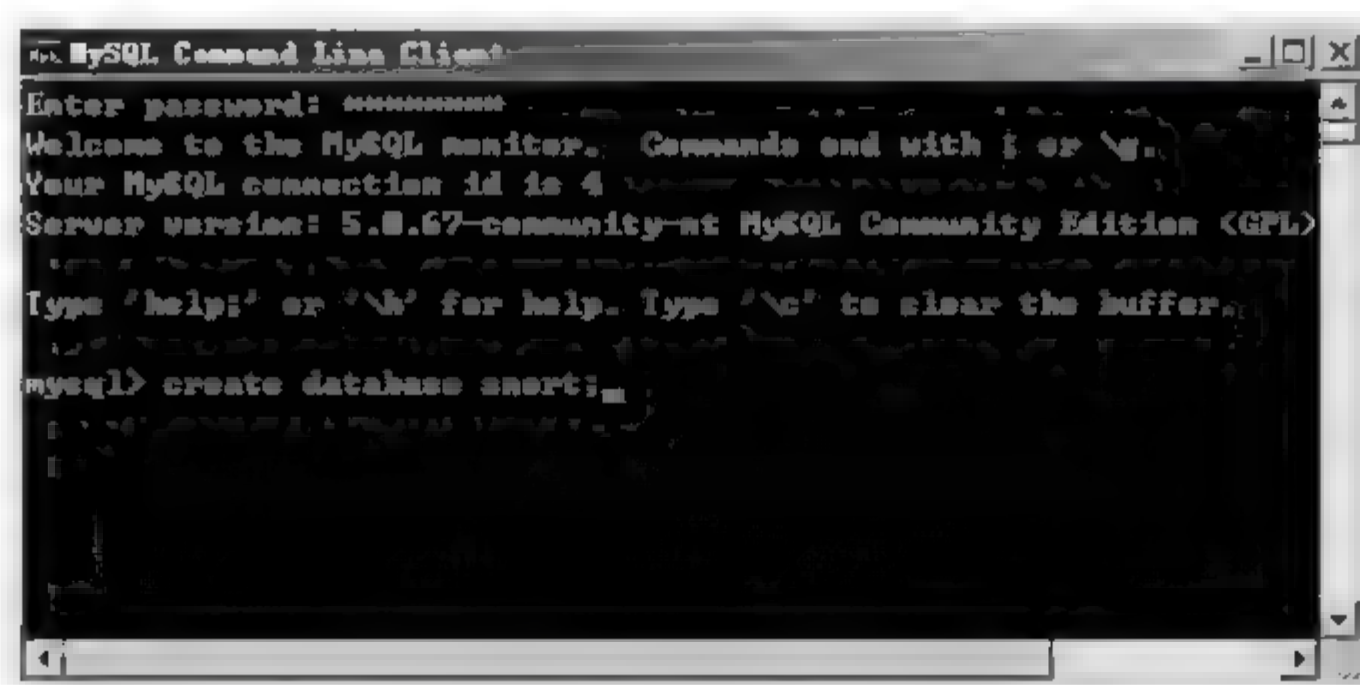 MySQL Command Line Client
Enter password: ********
Welcome to the MySQL monitor.  Commands end with ; or \g.
Your MySQL connection id is 4
Server version: 5.0.67-community-nt MySQL Community Edition (GPL)
Type 'help;' or '\h' for help. Type '\c' to clear the buffer.
mysql> create database snort;_